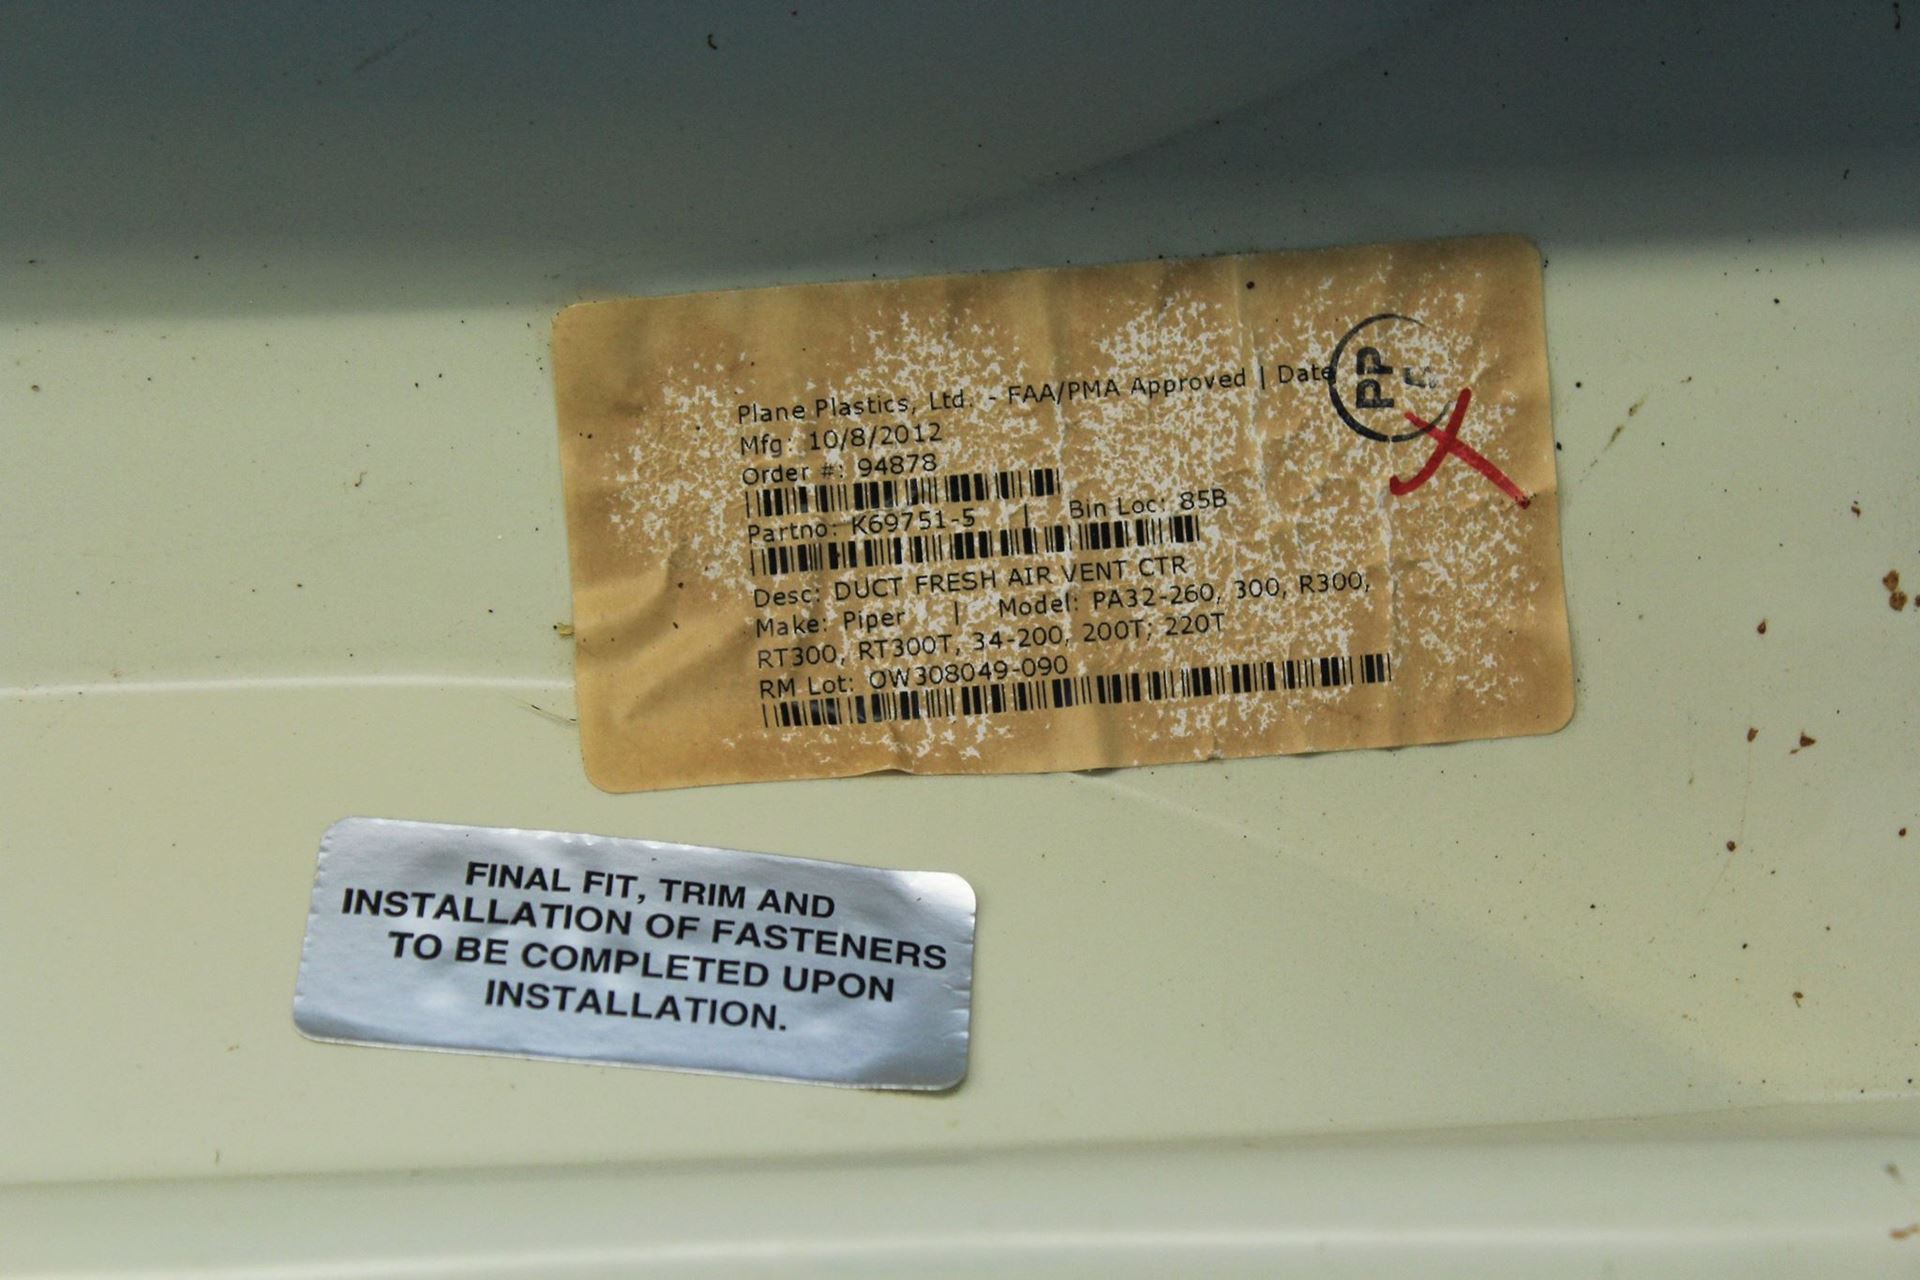 Plane Plastics, Ltd. - FAA/PMA Approved | Date
Mfg: 10/8/2012
Order #: 94878
Partno: K69751-5 | Bin Loc: 85B
Desc: DUCT FRESH AIR VENT CTR
Make: Piper | Model: PA32-260, 300, R300,
RT300, RT300T, 34-200, 200T, 220T
RM Lot: OW308049-090
PP
FINAL FIT, TRIM AND
INSTALLATION OF FASTENERS
TO BE COMPLETED UPON
INSTALLATION.